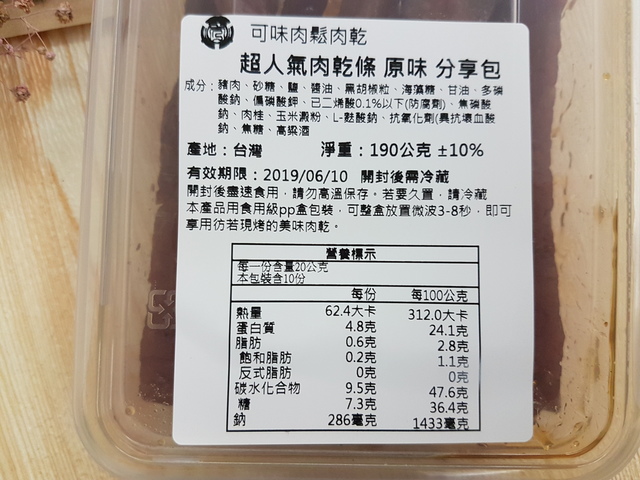 可味肉鬆肉乾
超人氣肉乾條 原味 分享包
成分：豬肉、砂糖、鹽、醬油、黑胡椒粒、海藻糖、甘油、多磷
酸鈉、偏磷酸鉀、己二烯酸0.1%以下(防腐劑)、焦磷酸
鈉、肉桂、玉米澱粉、L-麩酸鈉、抗氧化劑(異抗壞血酸
鈉、焦糖、高粱酒
產地：台灣 淨重：190公克 ±10%
有效期限：2019/06/10 開封後需冷藏
開封後盡速食用，請勿高溫保存。若要久置，請冷藏
本產品用食用級pp盒包裝，可整盒放置微波3-8秒，即可
享用彷若現烤的美味肉乾。
營養標示
每一份含量20公克
本包裝含10份
每份 每100公克
熱量 62.4大卡 312.0大卡
蛋白質 4.8克 24.1克
脂肪 0.6克 2.8克
飽和脂肪 0.2克 1.1克
反式脂肪 0克 0克
碳水化合物 9.5克 47.6克
糖 7.3克 36.4克
鈉 286毫克 1433毫克